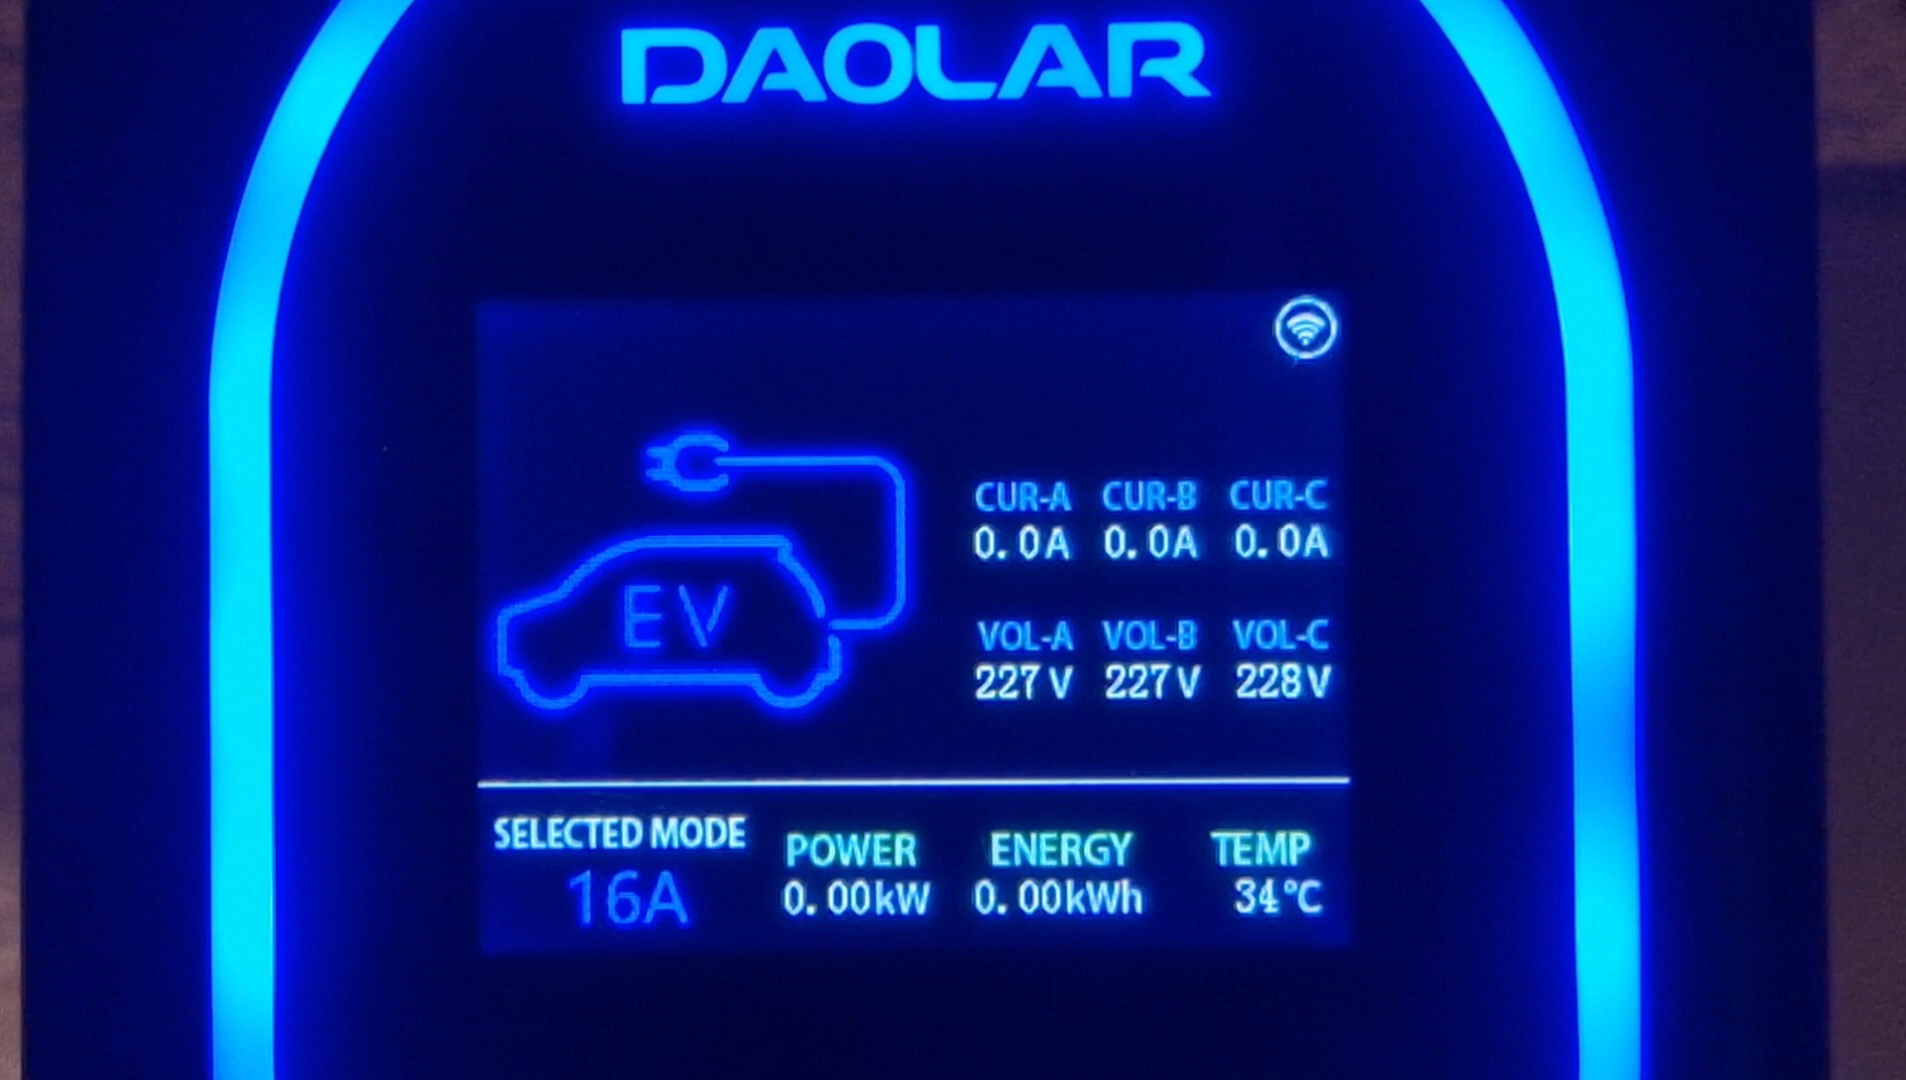 DAOLAR
EV
CUR-A CUR-B CUR-C
0.0A 0.0A 0.0A
VOL-A VOL-B VOL-C
227V 227V 228V
SELECTED MODE
16A
POWER ENERGY TEMP
0.00kW 0.00kWh 34°C